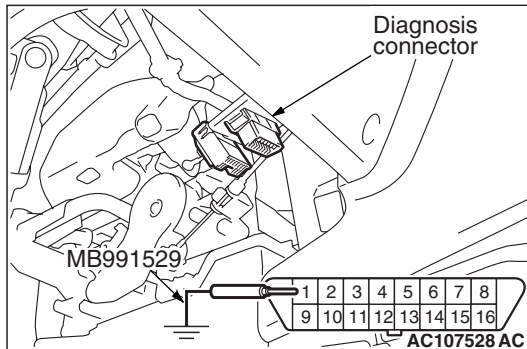 Diagnosis
connector
MB991529
1 2 3 4 5 6 7 8
9 10 11 12 13 14 15 16
AC107528 AC